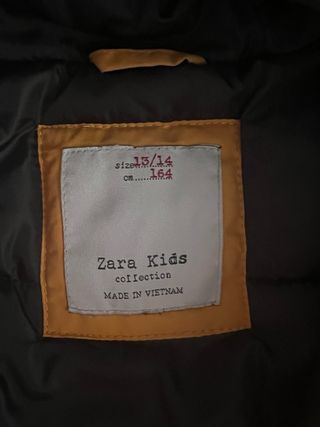 size......13/14
cm.........164
Zara Kids
collection
MADE IN VIETNAM